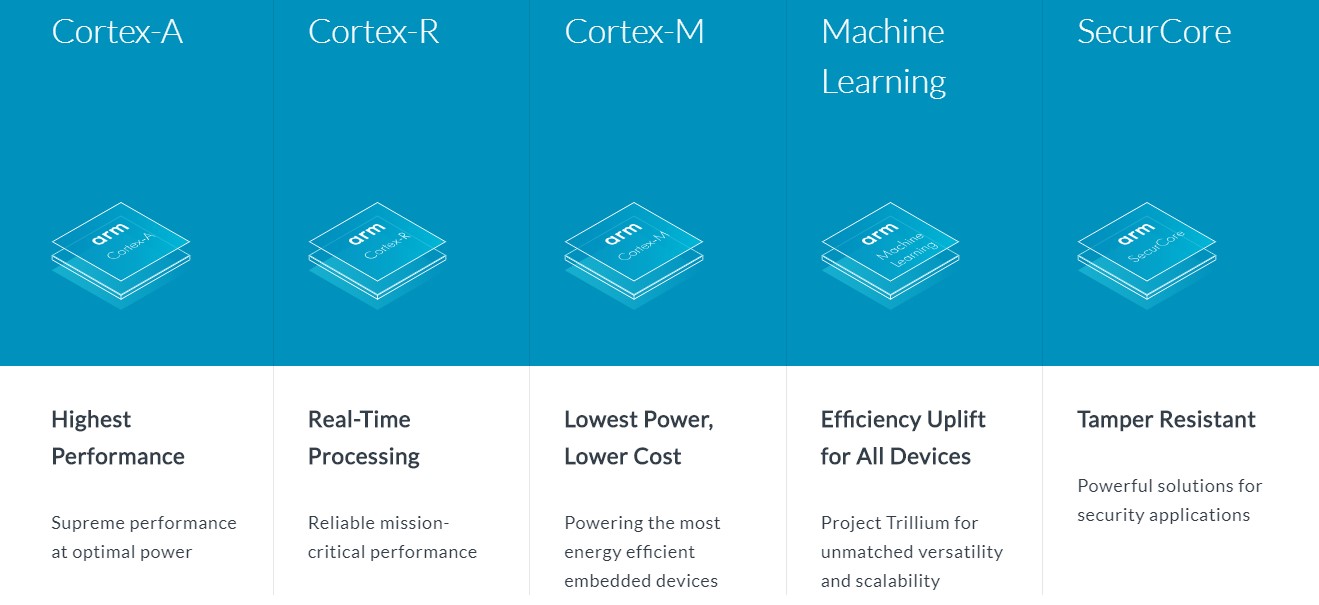 Cortex-A
Cortex-R
Cortex-M
Machine
Learning
SecurCore
arm
Cortex-A
arm
Cortex-R
arm
Cortex-M
arm
Machine
Learning
arm
SecurCore
Highest
Performance
Supreme performance
at optimal power
Real-Time
Processing
Reliable mission-
critical performance
Lowest Power,
Lower Cost
Powering the most
energy efficient
embedded devices
Efficiency Uplift
for All Devices
Project Trillium for
unmatched versatility
and scalability
Tamper Resistant
Powerful solutions for
security applications